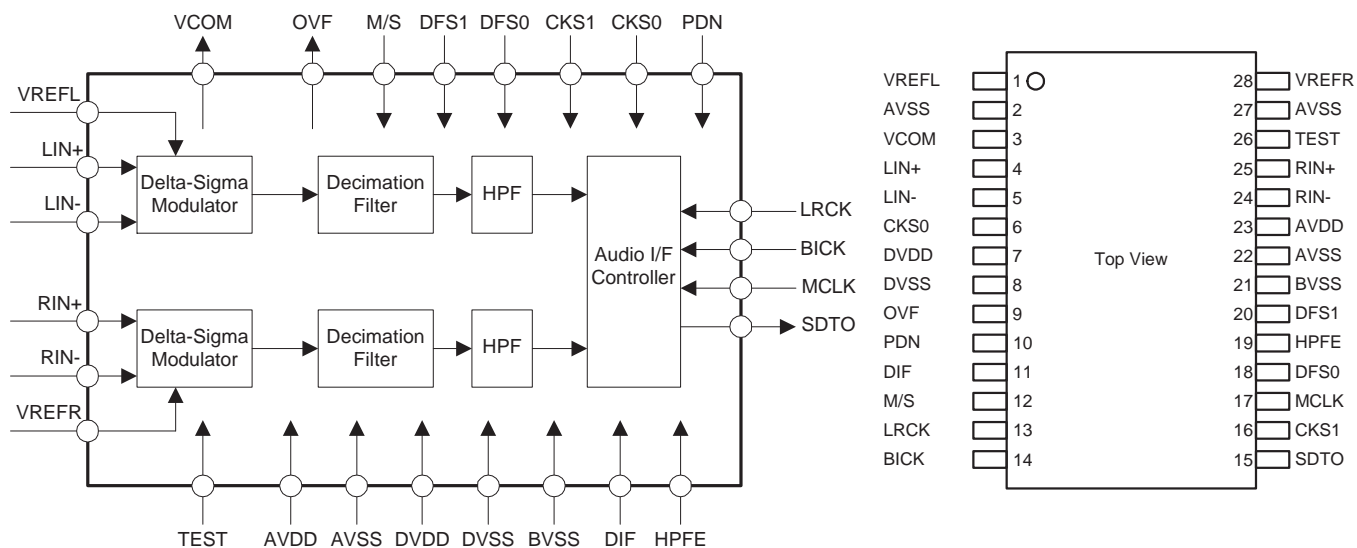 VCOM OVF M/S DFS1 DFS0 CKS1 CKS0 PDN
VREFL
LIN+
LIN-
Delta-Sigma
Modulator
Decimation
Filter
HPF
Audio I/F
Controller
LRCK
BICK
MCLK
SDTO
RIN+
RIN-
VREFR
Delta-Sigma
Modulator
Decimation
Filter
HPF
TEST AVDD AVSS DVDD DVSS BVSS DIF HPFE
VREFL 1 28 VREFR
AVSS 2 27 AVSS
VCOM 3 26 TEST
LIN+ 4 25 RIN+
LIN- 5 24 RIN-
CKS0 6 23 AVDD
DVDD 7 Top View 22 AVSS
DVSS 8 21 BVSS
OVF 9 20 DFS1
PDN 10 19 HPFE
DIF 11 18 DFS0
M/S 12 17 MCLK
LRCK 13 16 CKS1
BICK 14 15 SDTO